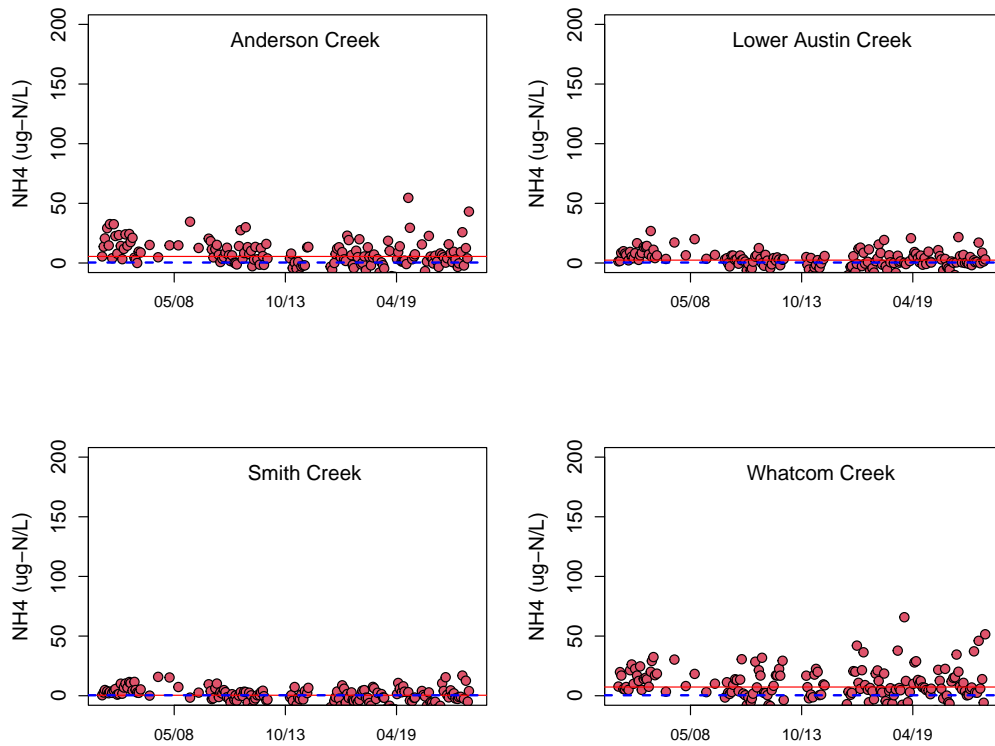 Anderson Creek
NH4 (ug−N/L)
200
150
100
50
0
05/08 10/13 04/19
Lower Austin Creek
NH4 (ug−N/L)
200
150
100
50
0
05/08 10/13 04/19
Smith Creek
NH4 (ug−N/L)
200
150
100
50
0
05/08 10/13 04/19
Whatcom Creek
NH4 (ug−N/L)
200
150
100
50
0
05/08 10/13 04/19